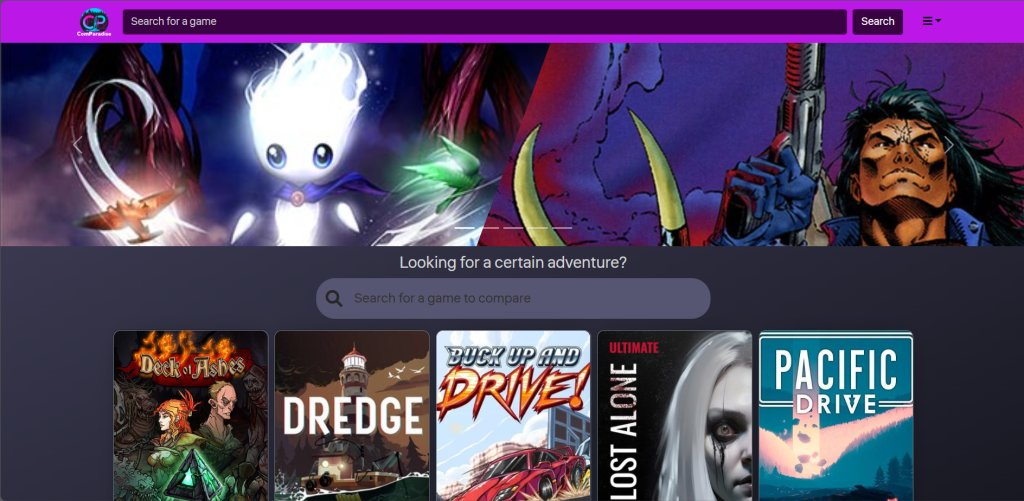 CP
ComParadise
Search for a game
Search
Looking for a certain adventure?
Search for a game to compare
Deck of Ashes
DREDGE
BUCK UP AND
DRIVE!
ULTIMATE
LOST ALONE
PACIFIC
DRIVE